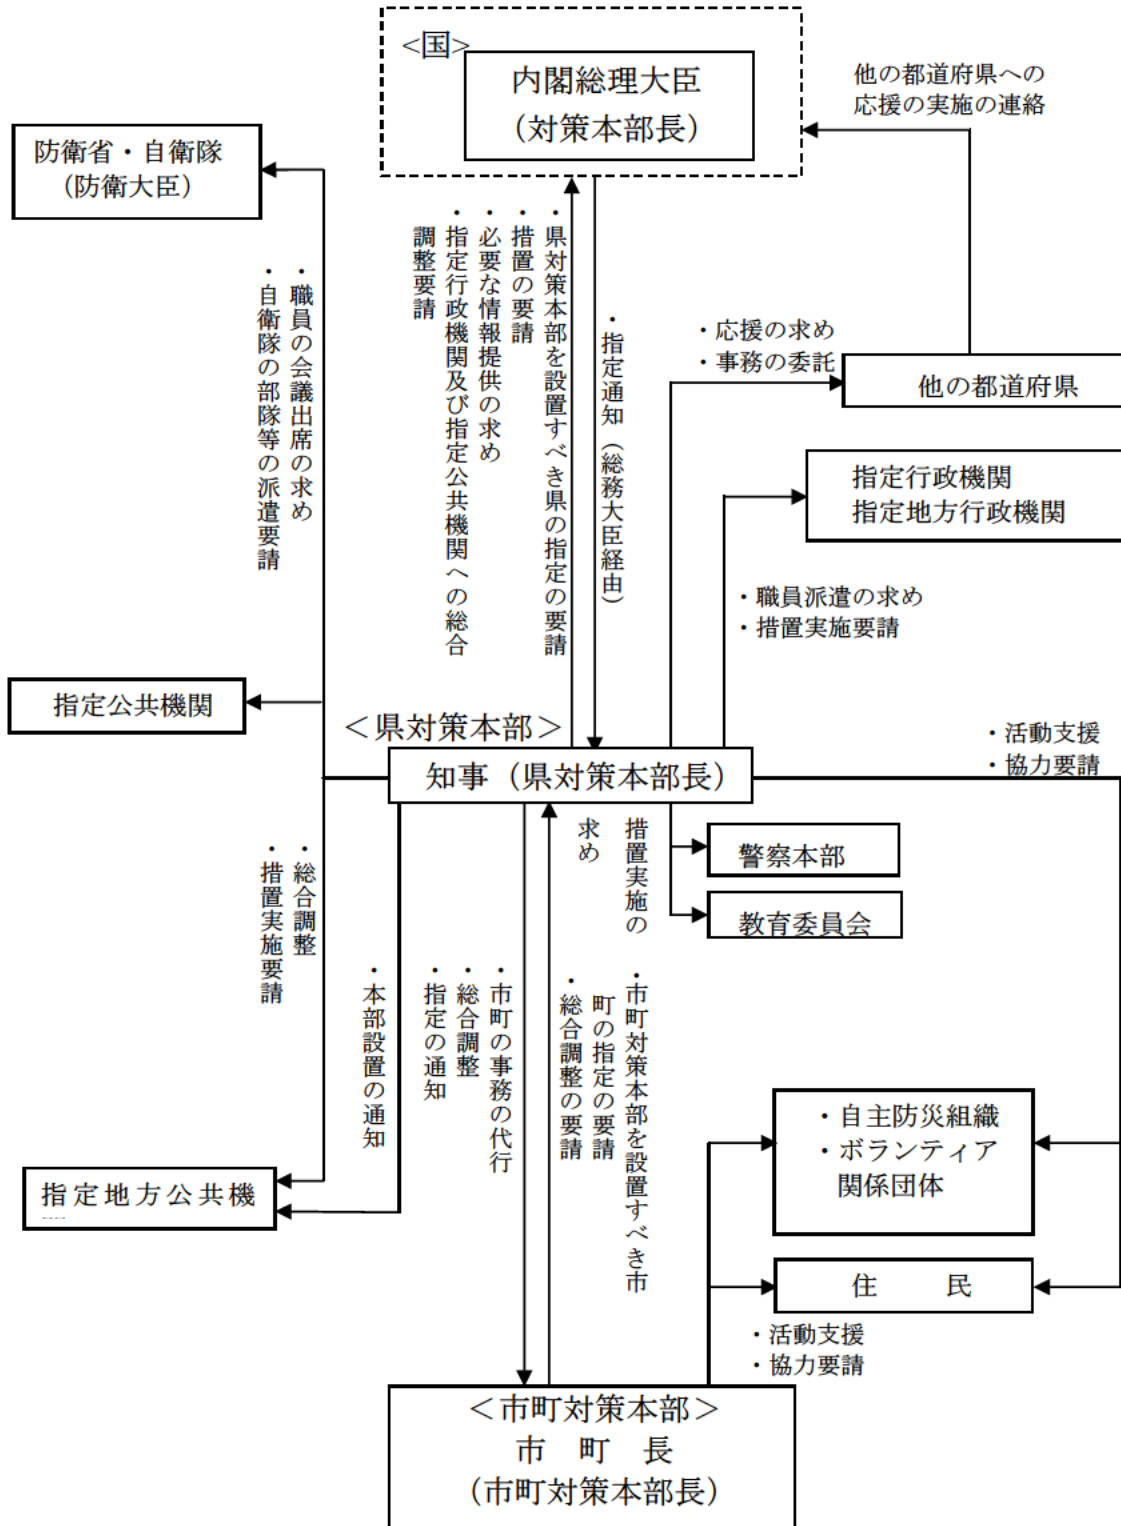 <国>
内閣総理大臣
（対策本部長）
他の都道府県への
応援の実施の連絡
防衛省・自衛隊
（防衛大臣）
・県対策本部を設置すべき県の指定の要請
・措置の要請
・必要な情報提供の求め
・指定行政機関及び指定公共機関への総合
調整要請
・指定通知（総務大臣経由）
・職員の会議出席の求め
・自衛隊の部隊等の派遣要請
・応援の求め
・事務の委託
他の都道府県
指定行政機関
指定地方行政機関
・職員派遣の求め
・措置実施要請
指定公共機関
＜県対策本部＞
知事（県対策本部長）
・活動支援
・協力要請
措置実施の
求め
警察本部
教育委員会
・総合調整
・措置実施要請
・本部設置の通知
・市町の事務の代行
・総合調整
・指定の通知
・市町対策本部を設置すべき市
町の指定の要請
・総合調整の要請
指定地方公共機
・自主防災組織
・ボランティア
関係団体
住　　民
・活動支援
・協力要請
＜市町対策本部＞
市　町　長
（市町対策本部長）